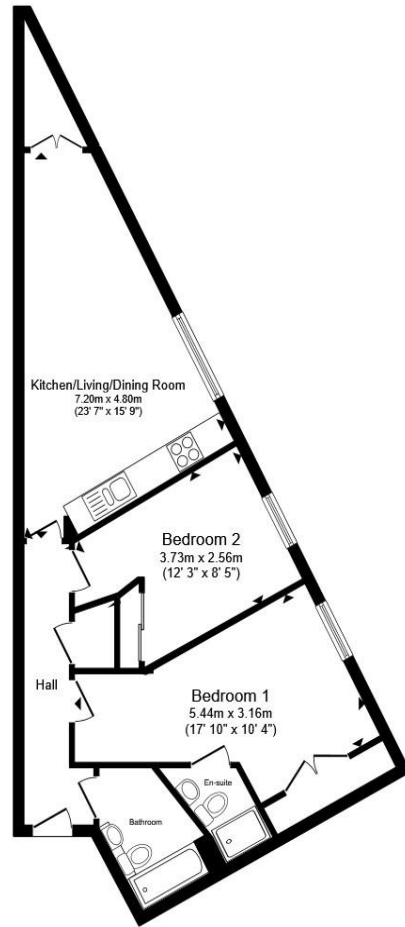 Kitchen/Living/Dining Room
7.20m x 4.80m
(23' 7" x 15' 9")
Bedroom 2
3.73m x 2.56m
(12' 3" x 8' 5")
Hall
Bedroom 1
5.44m x 3.16m
(17' 10" x 10' 4")
En-suite
Bathroom